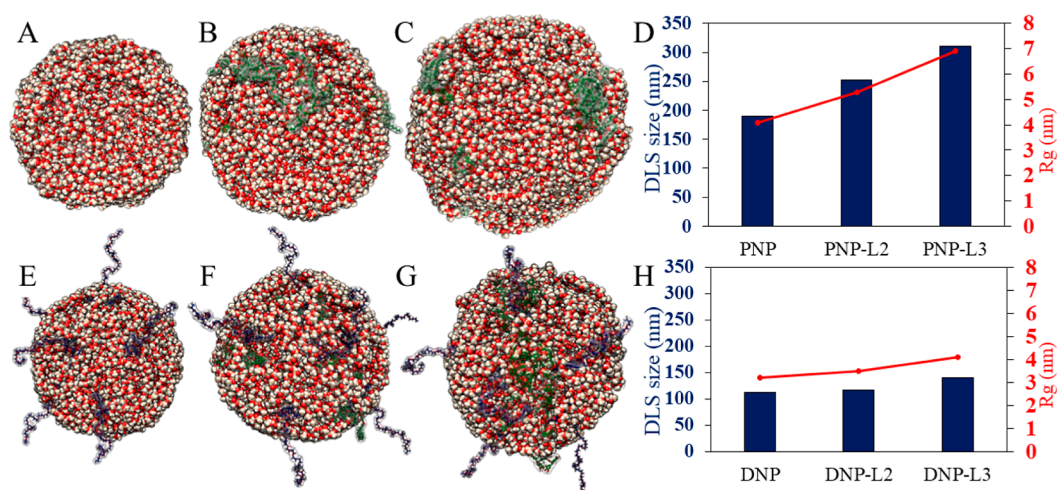 A
B
C
D
350
300
250
200
150
100
50
0
DLS size (nm)
8
7
6
5
4
3
2
1
0
Rg (nm)
PNP PNP-L2 PNP-L3
E
F
G
H
350
300
250
200
150
100
50
0
DLS size (nm)
8
7
6
5
4
3
2
1
0
Rg (nm)
DNP DNP-L2 DNP-L3